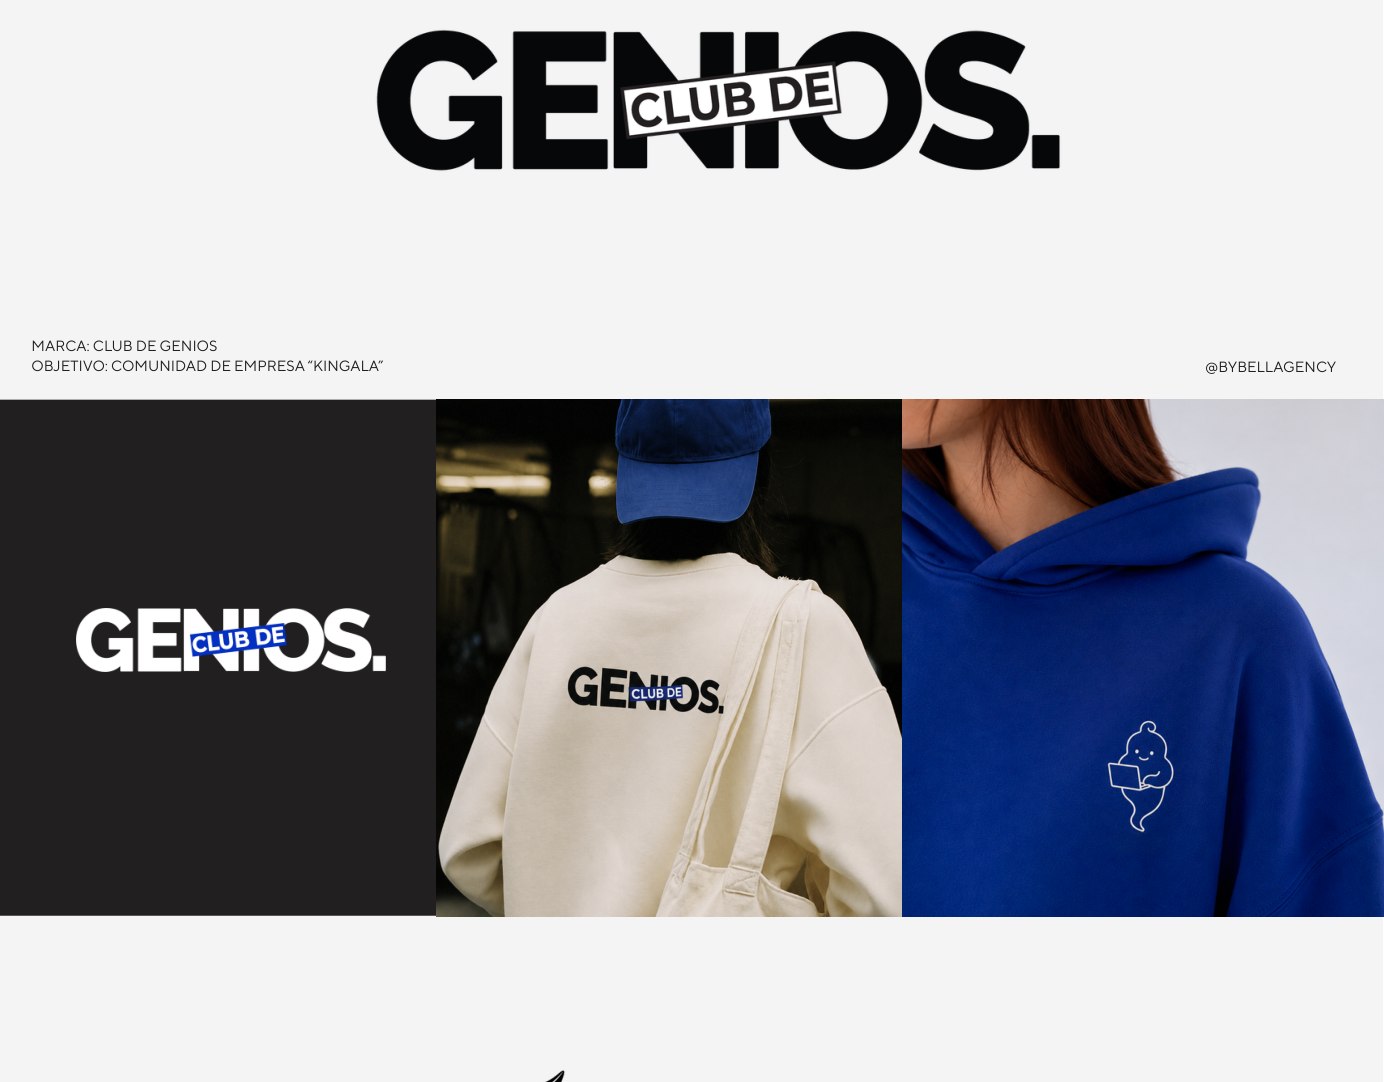 GENIOS.
CLUB DE
MARCA: CLUB DE GENIOS
OBJETIVO: COMUNIDAD DE EMPRESA “KINGALA”
@BYBELLAGENCY
GENIOS.
CLUB DE
GENIOS.
CLUB DE